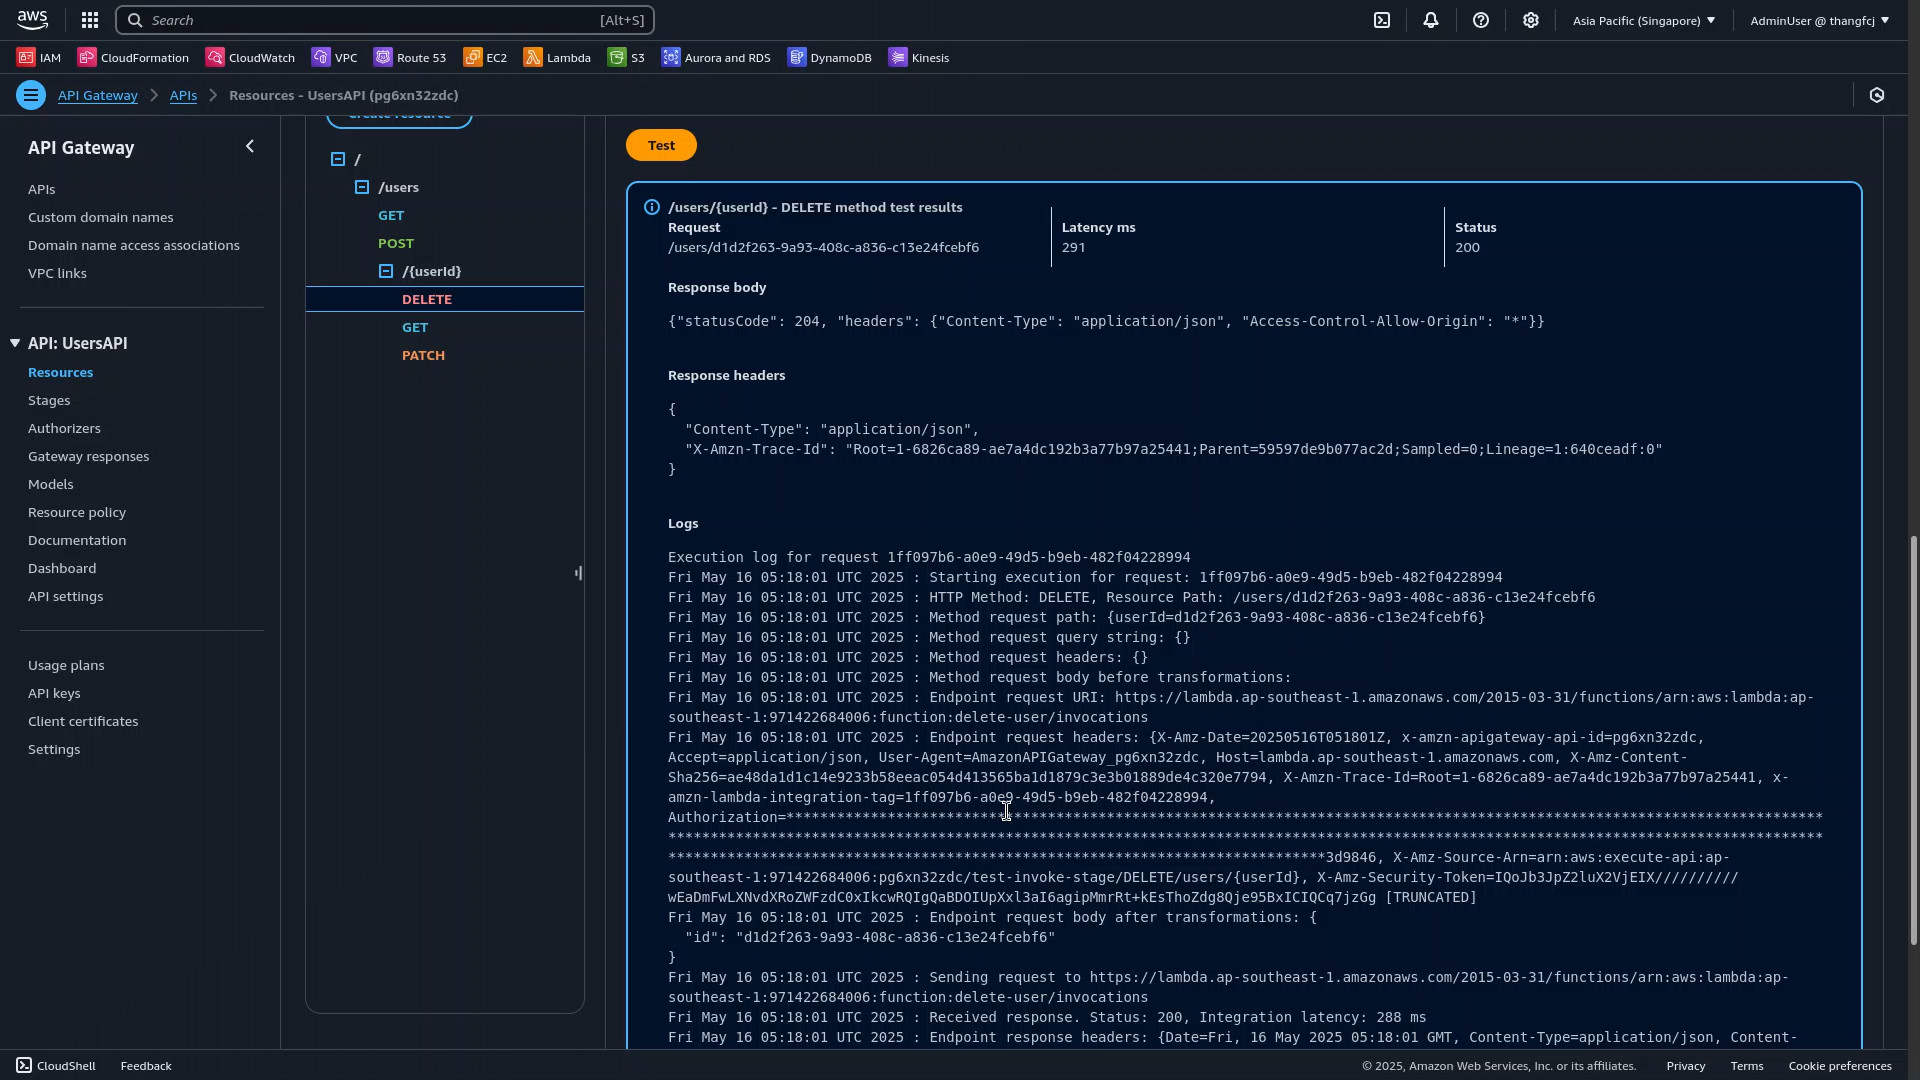 aws
Search
[Alt+S]
Asia Pacific (Singapore)
AdminUser @ thangfcj
IAM
CloudFormation
CloudWatch
VPC
Route 53
EC2
Lambda
S3
Aurora and RDS
DynamoDB
Kinesis
API Gateway
APIs
Resources - UsersAPI (pg6xn32zdc)
API Gateway
APIs
Custom domain names
Domain name access associations
VPC links
API: UsersAPI
Resources
Stages
Authorizers
Gateway responses
Models
Resource policy
Documentation
Dashboard
API settings
Usage plans
API keys
Client certificates
Settings
Create resource
/
/users
GET
POST
/{userId}
DELETE
GET
PATCH
Test
/users/{userId} - DELETE method test results
Request
/users/d1d2f263-9a93-408c-a836-c13e24fcebf6
Latency ms
291
Status
200
Response body
{"statusCode": 204, "headers": {"Content-Type": "application/json", "Access-Control-Allow-Origin": "*"}}
Response headers
{
"Content-Type": "application/json",
"X-Amzn-Trace-Id": "Root=1-6826ca89-ae7a4dc192b3a77b97a25441;Parent=59597de9b077ac2d;Sampled=0;Lineage=1:640ceadf:0"
}
Logs
Execution log for request 1ff097b6-a0e9-49d5-b9eb-482f04228994
Fri May 16 05:18:01 UTC 2025 : Starting execution for request: 1ff097b6-a0e9-49d5-b9eb-482f04228994
Fri May 16 05:18:01 UTC 2025 : HTTP Method: DELETE, Resource Path: /users/d1d2f263-9a93-408c-a836-c13e24fcebf6
Fri May 16 05:18:01 UTC 2025 : Method request path: {userId=d1d2f263-9a93-408c-a836-c13e24fcebf6}
Fri May 16 05:18:01 UTC 2025 : Method request query string: {}
Fri May 16 05:18:01 UTC 2025 : Method request headers: {}
Fri May 16 05:18:01 UTC 2025 : Method request body before transformations:
Fri May 16 05:18:01 UTC 2025 : Endpoint request URI: https://lambda.ap-southeast-1.amazonaws.com/2015-03-31/functions/arn:aws:lambda:ap-
southeast-1:971422684006:function:delete-user/invocations
Fri May 16 05:18:01 UTC 2025 : Endpoint request headers: {X-Amz-Date=20250516T051801Z, x-amzn-apigateway-api-id=pg6xn32zdc,
Accept=application/json, User-Agent=AmazonAPIGateway_pg6xn32zdc, Host=lambda.ap-southeast-1.amazonaws.com, X-Amz-Content-
Sha256=ae48da1d1c14e9233b58eeac054d413565ba1d1879c3e3b01889de4c320e7794, X-Amzn-Trace-Id=Root=1-6826ca89-ae7a4dc192b3a77b97a25441, x-
amzn-lambda-integration-tag=1ff097b6-a0e9-49d5-b9eb-482f04228994,
Authorization=***************************************************************************************************************************
*****************************************************************************************************************************************
******************************************************************************3d9846, X-Amz-Source-Arn=arn:aws:execute-api:ap-
southeast-1:971422684006:pg6xn32zdc/test-invoke-stage/DELETE/users/{userId}, X-Amz-Security-Token=IQoJb3JpZ2luX2VjEIX//////////
wEaDmFwLXNvdXRoZWFzdC0xIkcwRQIgQaBDOIUpXxl3aI6agipMmrRt+kEsThoZdg8Qje95BxICIQCq7jzGg [TRUNCATED]
Fri May 16 05:18:01 UTC 2025 : Endpoint request body after transformations: {
"id": "d1d2f263-9a93-408c-a836-c13e24fcebf6"
}
Fri May 16 05:18:01 UTC 2025 : Sending request to https://lambda.ap-southeast-1.amazonaws.com/2015-03-31/functions/arn:aws:lambda:ap-
southeast-1:971422684006:function:delete-user/invocations
Fri May 16 05:18:01 UTC 2025 : Received response. Status: 200, Integration latency: 288 ms
Fri May 16 05:18:01 UTC 2025 : Endpoint response headers: {Date=Fri, 16 May 2025 05:18:01 GMT, Content-Type=application/json, Content-
CloudShell
Feedback
© 2025, Amazon Web Services, Inc. or its affiliates.
Privacy
Terms
Cookie preferences